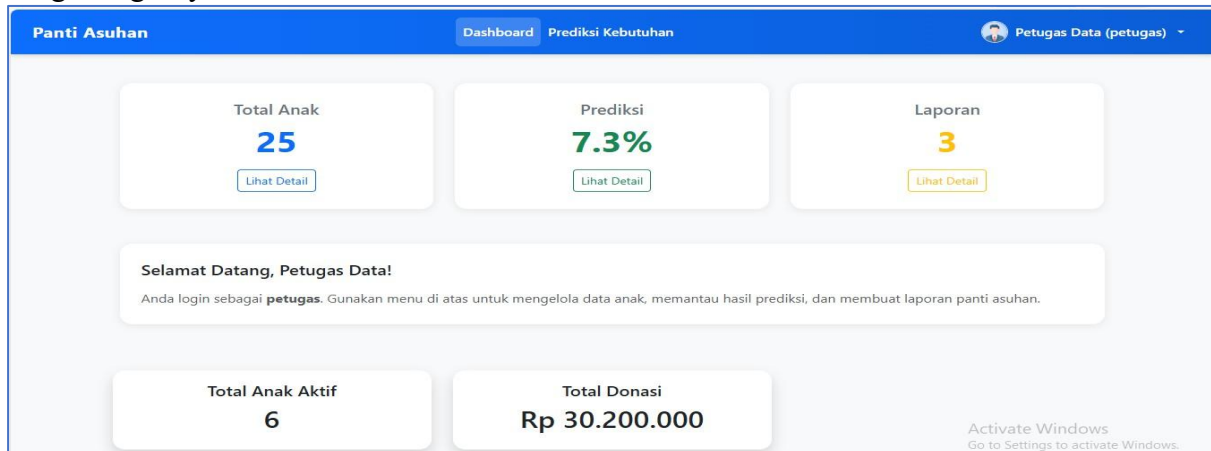 Panti Asuhan Dashboard Prediksi Kebutuhan Petugas Data (petugas)
Total Anak Prediksi Laporan
25 7.3% 3
Lihat Detail Lihat Detail Lihat Detail
Selamat Datang, Petugas Data!
Anda login sebagai petugas. Gunakan menu di atas untuk mengelola data anak, memantau hasil prediksi, dan membuat laporan panti asuhan.
Total Anak Aktif Total Donasi
6 Rp 30.200.000
Activate Windows
Go to Settings to activate Windows.